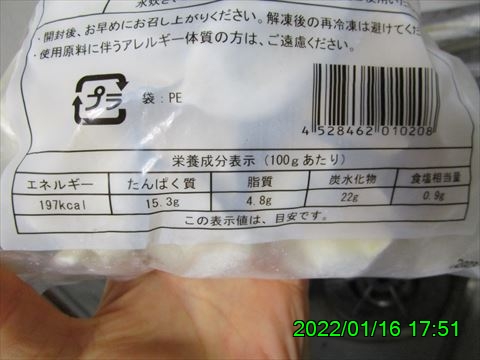 ・開封後、お早めにお召し上がりください。解凍後の再冷凍は避けてくだ
・使用原料に伴うアレルギー体質の方は、ご遠慮ください。
プラ
袋：PE
4 528462 010208
栄養成分表示（100gあたり）
エネルギー たんぱく質 脂質 炭水化物 食塩相当量
197kcal 15.3g 4.8g 22g 0.9g
この表示値は、目安です。
2022/01/16 17:51